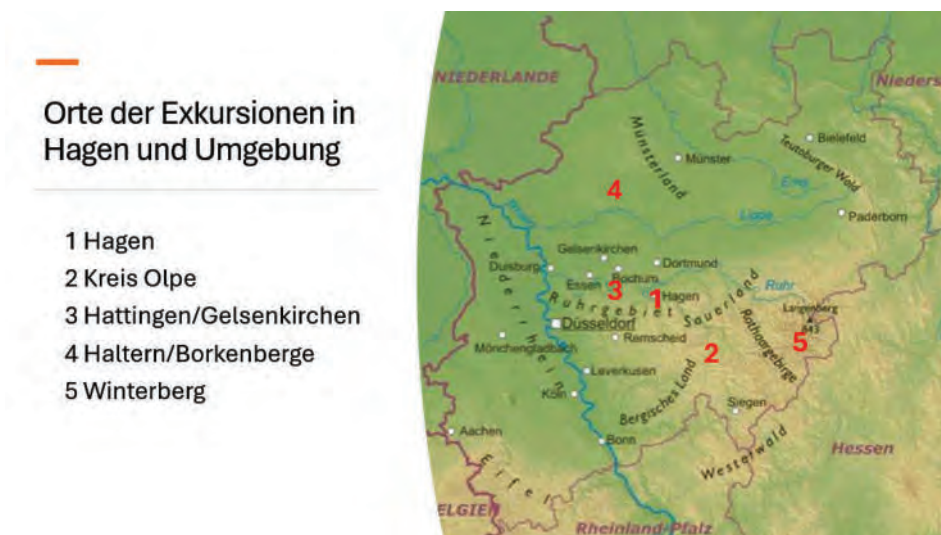 Orte der Exkursionen in
Hagen und Umgebung
1 Hagen
2 Kreis Olpe
3 Hattingen/Gelsenkirchen
4 Haltern/Borkenberge
5 Winterberg
NIEDERLANDE
Nieders
Münsterland
Münster
Bielefeld
Teutoburger Wald
Ems
4
Lippe
Paderborn
Niederrhein
Gelsenkirchen
Duisburg
Essen
Bochum
Dortmund
3
1
Hagen
Ruhr
Ruhrgebiet
Sauerland
Langenberg
843
Düsseldorf
Rothaargebirge
5
Mönchengladbach
Remscheid
2
Leverkusen
Köln
Bergisches Land
Siegen
Aachen
Bonn
Westerwald
Hessen
Eifel
ELGIEN
Rheinland-Pfalz